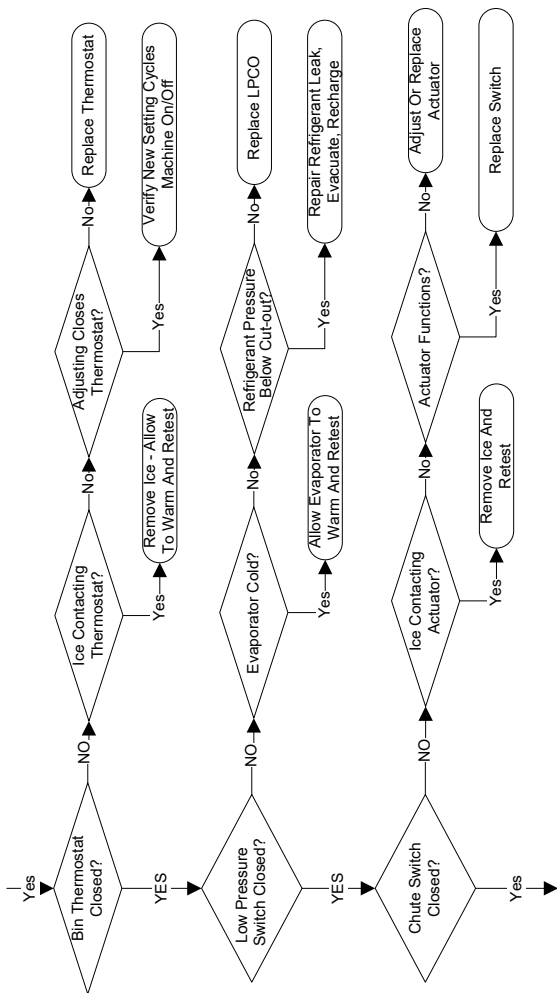 Yes
Bin Thermostat
Closed?
NO
Ice Contacting
Thermostat?
No
Adjusting Closes
Thermostat?
No
Replace Thermostat
Yes
Remove Ice - Allow
To Warm And Retest
Yes
Verify New Setting Cycles
Machine On/Off
YES
Low Pressure
Switch Closed?
NO
Evaporator Cold?
No
Refrigerant Pressure
Below Cut-out?
No
Replace LPCO
Yes
Allow Evaporator To
Warm And Retest
Yes
Repair Refrigerant Leak,
Evacuate, Recharge
YES
Chute Switch
Closed?
NO
Ice Contacting
Actuator?
No
Actuator Functions?
No
Adjust Or Replace
Actuator
Yes
Remove Ice And
Retest
Yes
Replace Switch
Yes